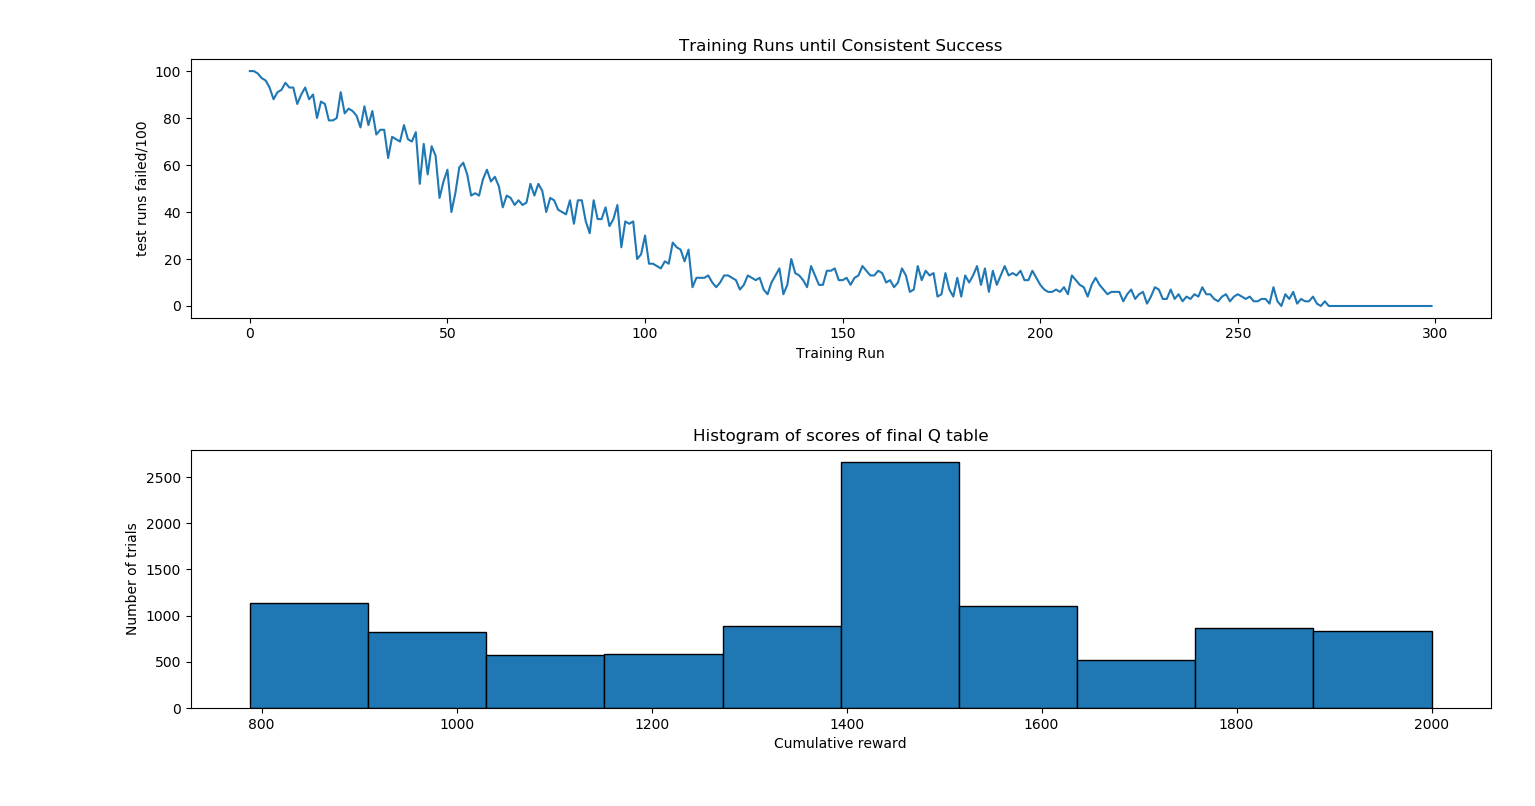 Training Runs until Consistent Success
100
80
60
40
20
0
test runs failed/100
0 50 100 150 200 250 300
Training Run
Histogram of scores of final Q table
2500
2000
1500
1000
500
0
Number of trials
800 1000 1200 1400 1600 1800 2000
Cumulative reward